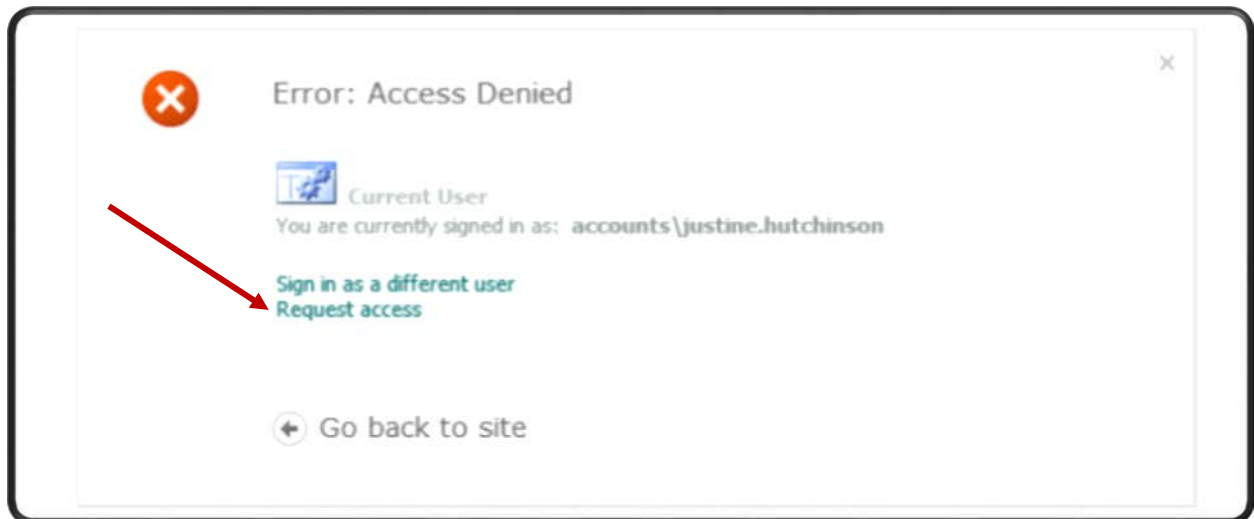 Error: Access Denied
Current User
You are currently signed in as: accounts\justine.hutchinson
Sign in as a different user
Request access
Go back to site